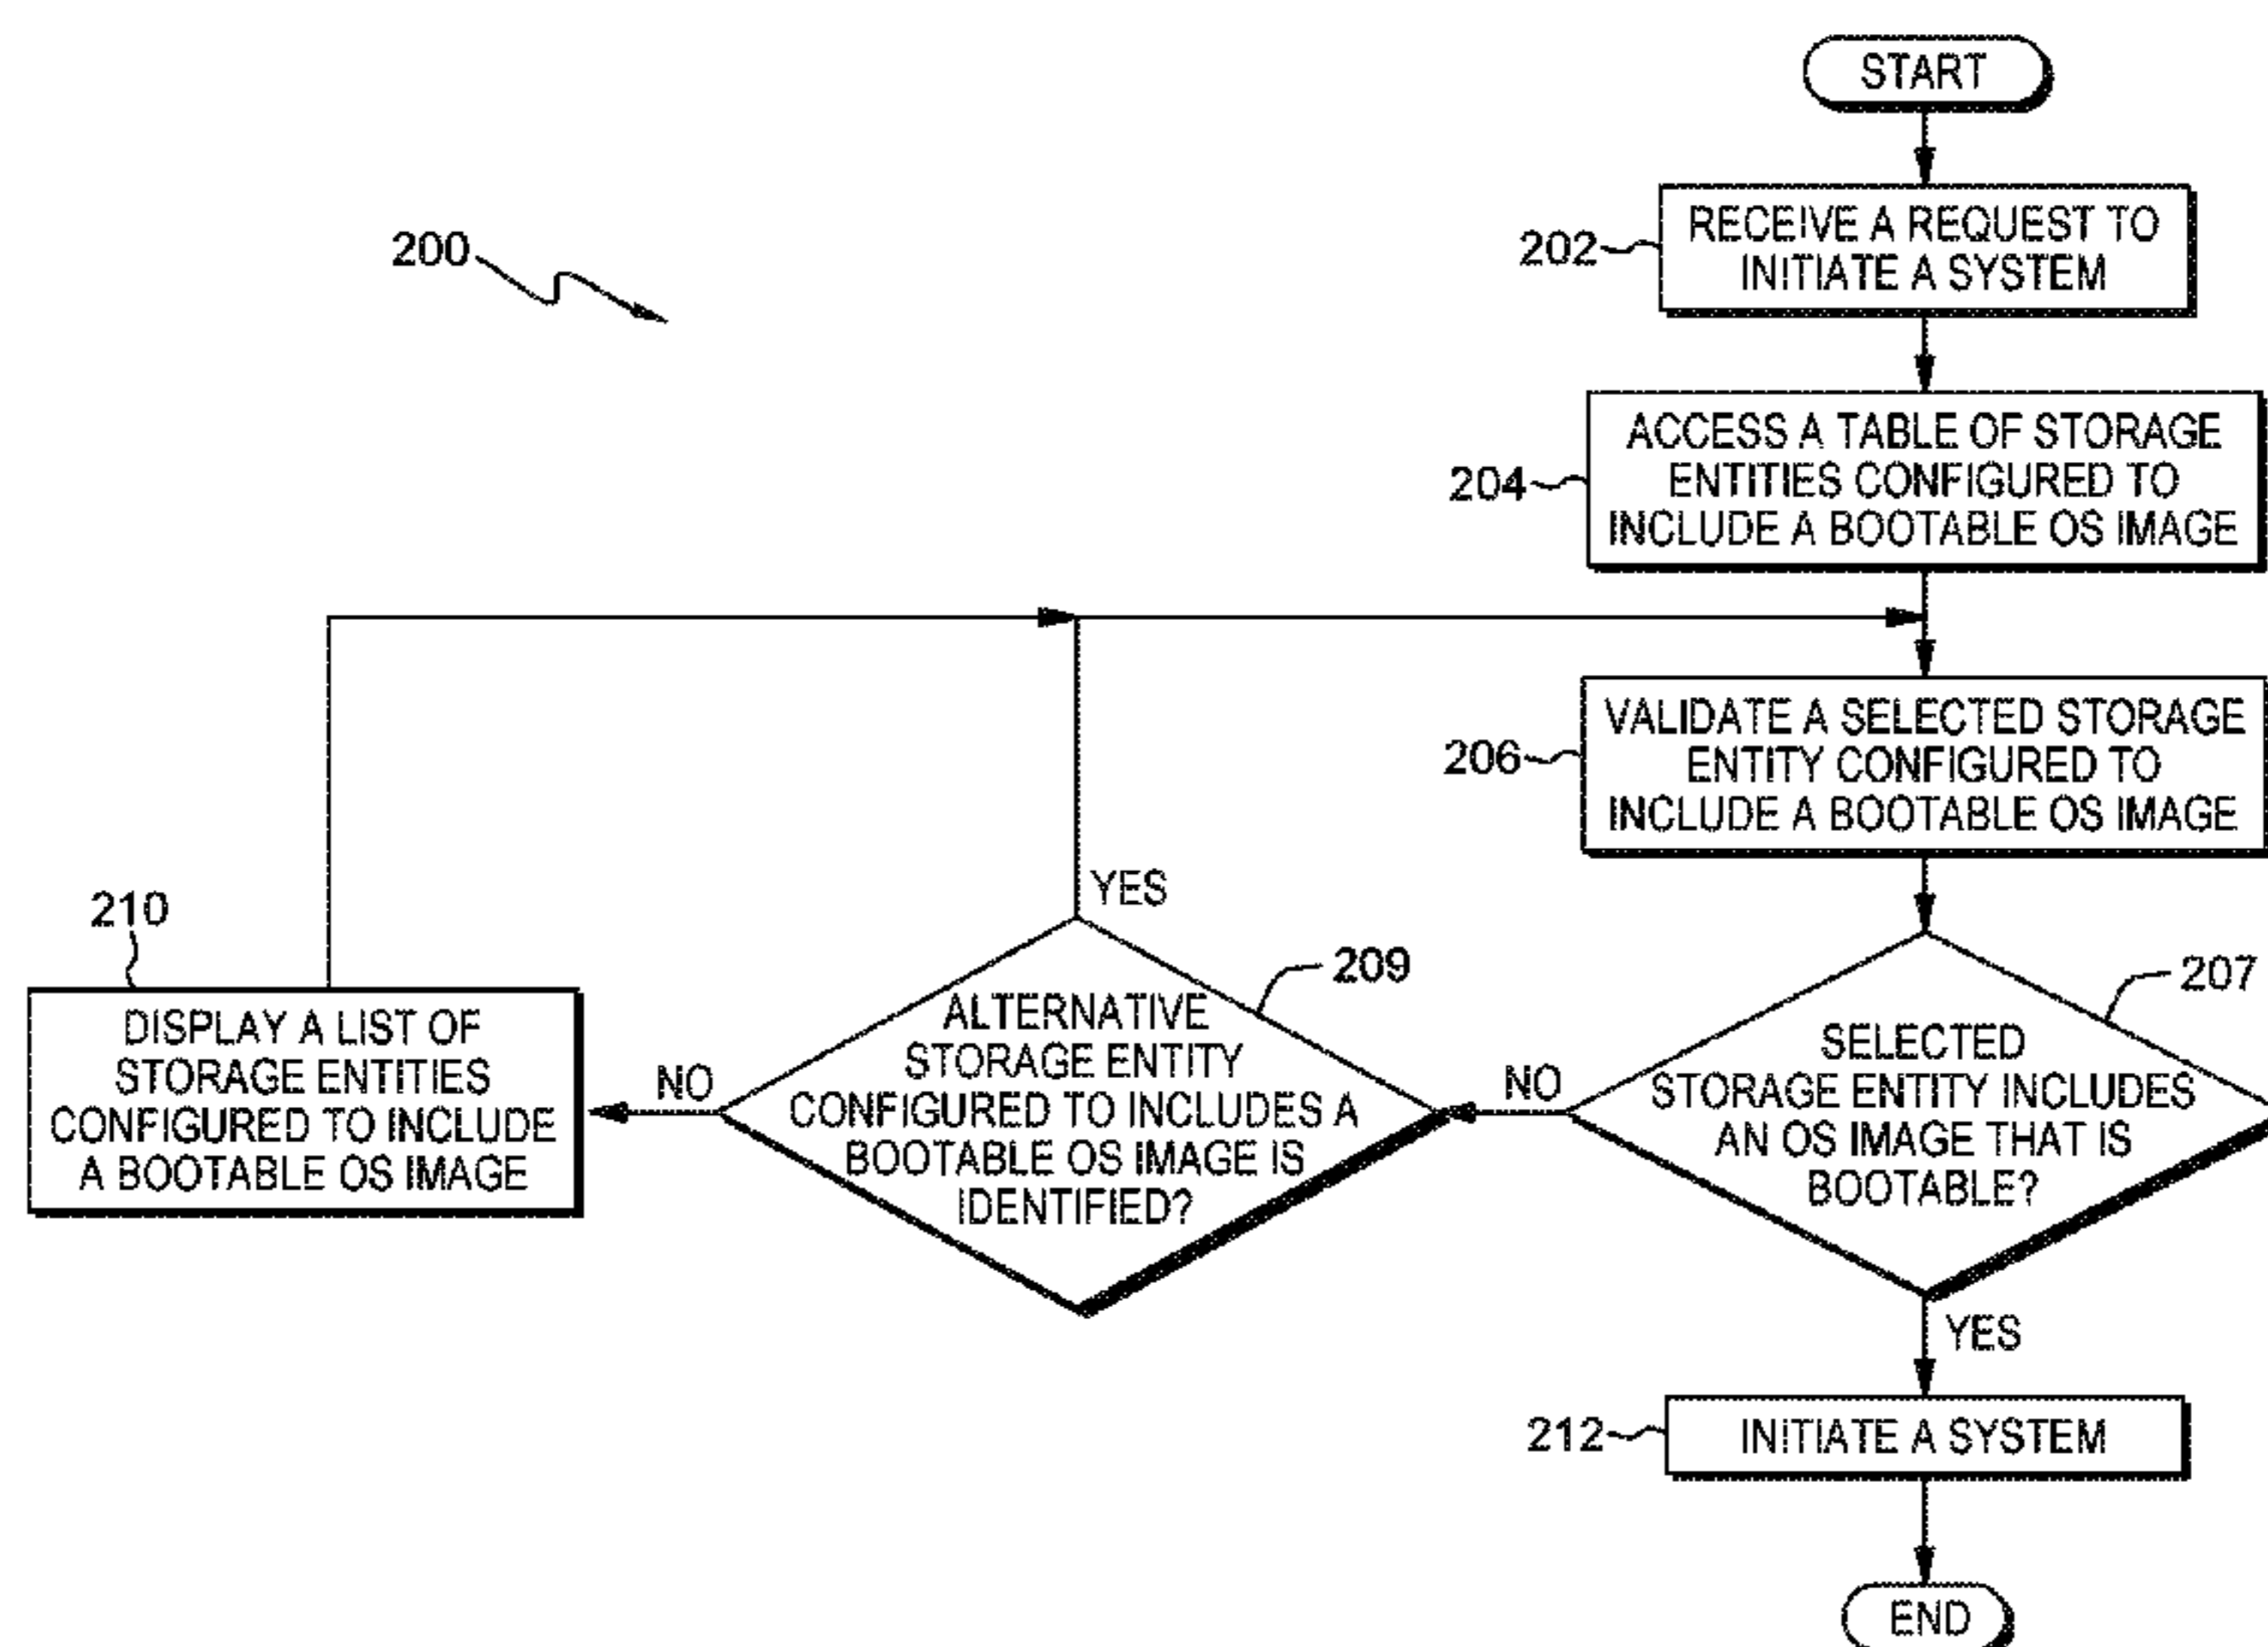 START
200
202
RECEIVE A REQUEST TO
INITIATE A SYSTEM
204
ACCESS A TABLE OF STORAGE
ENTITIES CONFIGURED TO
INCLUDE A BOOTABLE OS IMAGE
206
VALIDATE A SELECTED STORAGE
ENTITY CONFIGURED TO
INCLUDE A BOOTABLE OS IMAGE
207
SELECTED
STORAGE ENTITY INCLUDES
AN OS IMAGE THAT IS
BOOTABLE?
NO
YES
209
ALTERNATIVE
STORAGE ENTITY
CONFIGURED TO INCLUDES A
BOOTABLE OS IMAGE IS
IDENTIFIED?
YES
NO
210
DISPLAY A LIST OF
STORAGE ENTITIES
CONFIGURED TO INCLUDE
A BOOTABLE OS IMAGE
212
INITIATE A SYSTEM
END